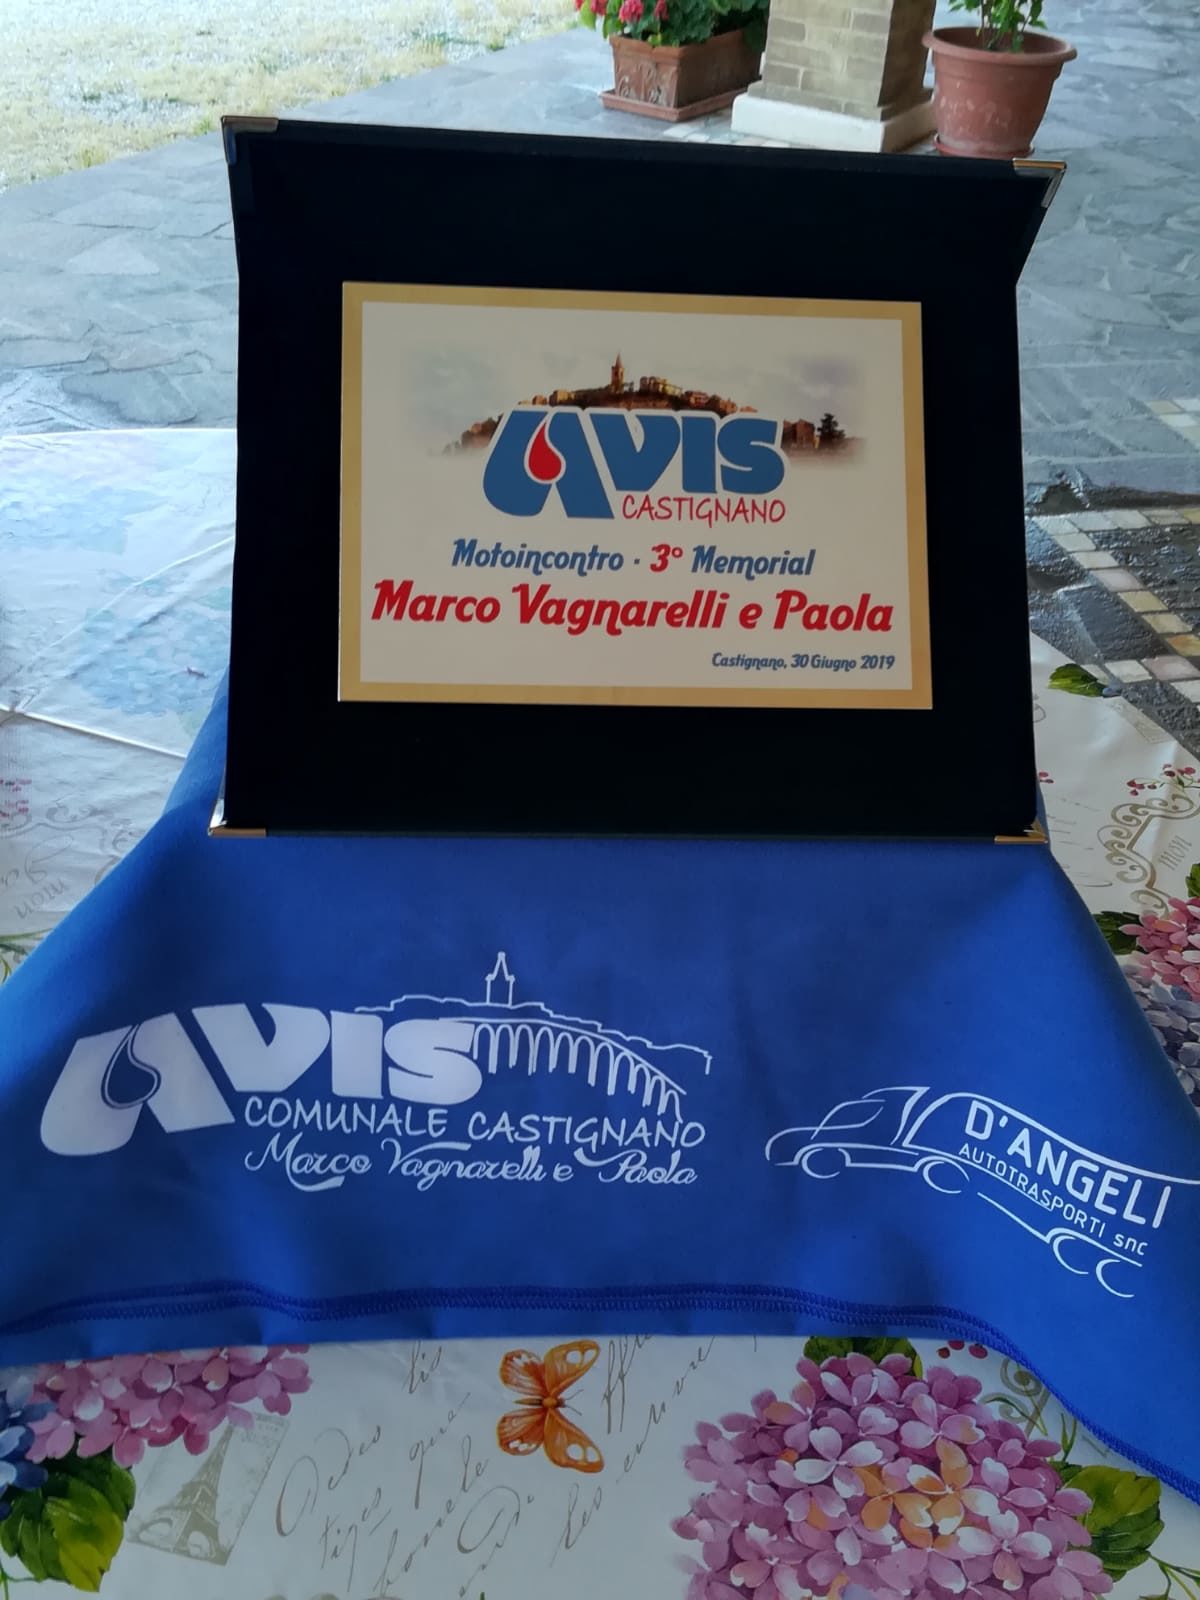 AVIS
CASTIGNANO
Motoincontro · 3° Memorial
Marco Vagnarelli e Paola
Castignano, 30 Giugno 2019
AVIS
COMUNALE CASTIGNANO
Marco Vagnarelli e Paola
D'ANGELI
AUTOTRASPORTI snc
mon